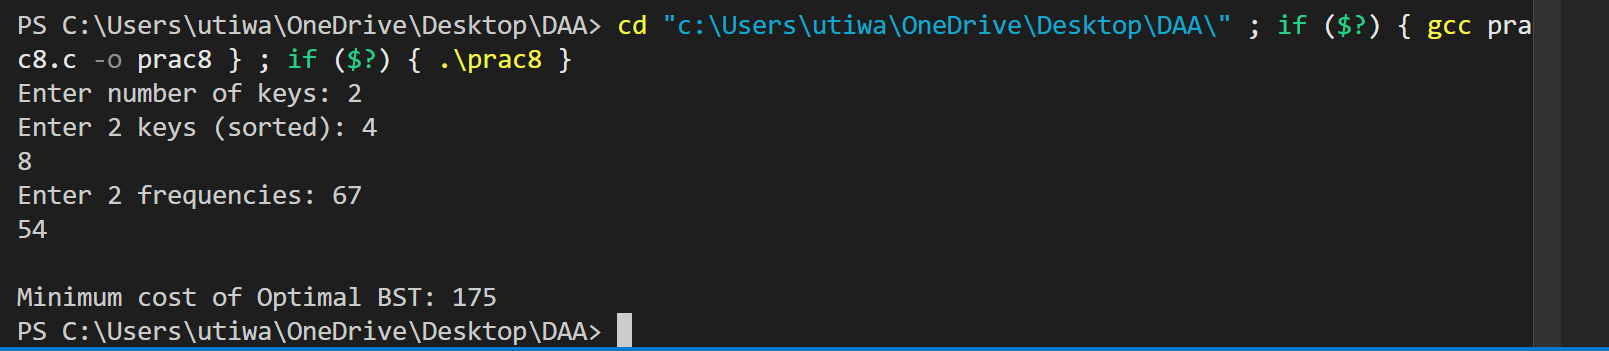 PS C:\Users\utiwa\OneDrive\Desktop\DAA> cd "c:\Users\utiwa\OneDrive\Desktop\DAA\" ; if ($?) { gcc pra
c8.c -o prac8 } ; if ($?) { .\prac8 }
Enter number of keys: 2
Enter 2 keys (sorted): 4
8
Enter 2 frequencies: 67
54
Minimum cost of Optimal BST: 175
PS C:\Users\utiwa\OneDrive\Desktop\DAA>